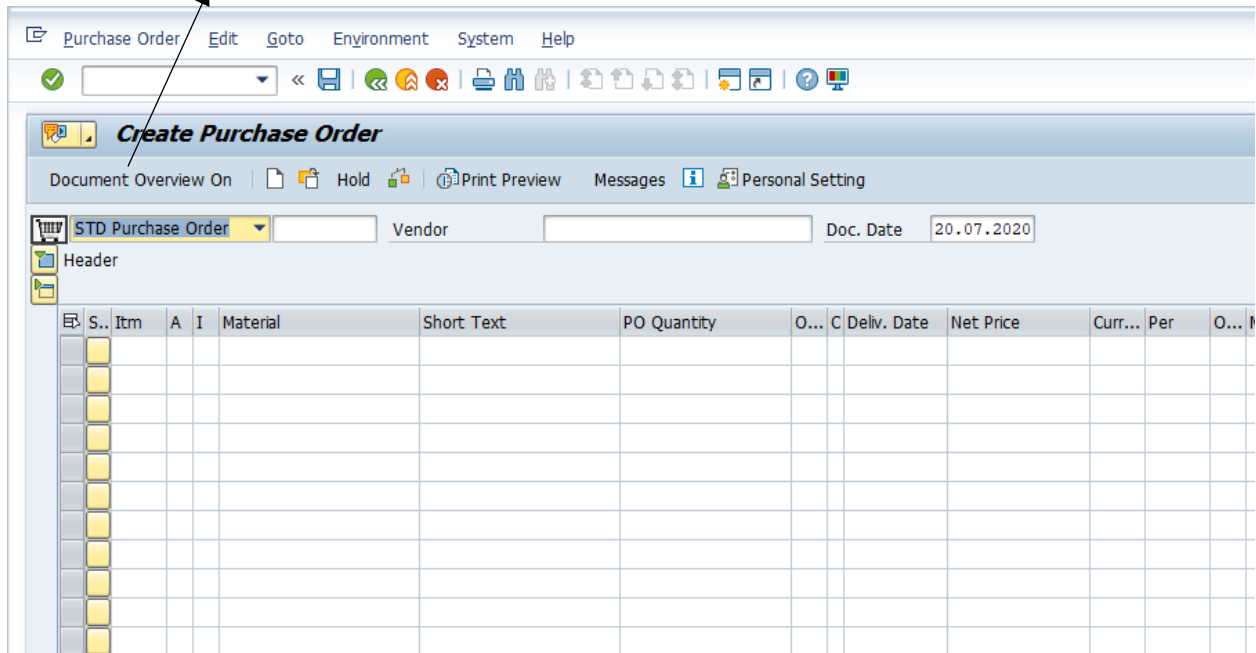 Purchase Order Edit Goto Environment System Help
Create Purchase Order
Document Overview On Hold Print Preview Messages Personal Setting
STD Purchase Order Vendor Doc. Date 20.07.2020
Header
S.. Itm A I Material Short Text PO Quantity O... C Deliv. Date Net Price Curr... Per O...